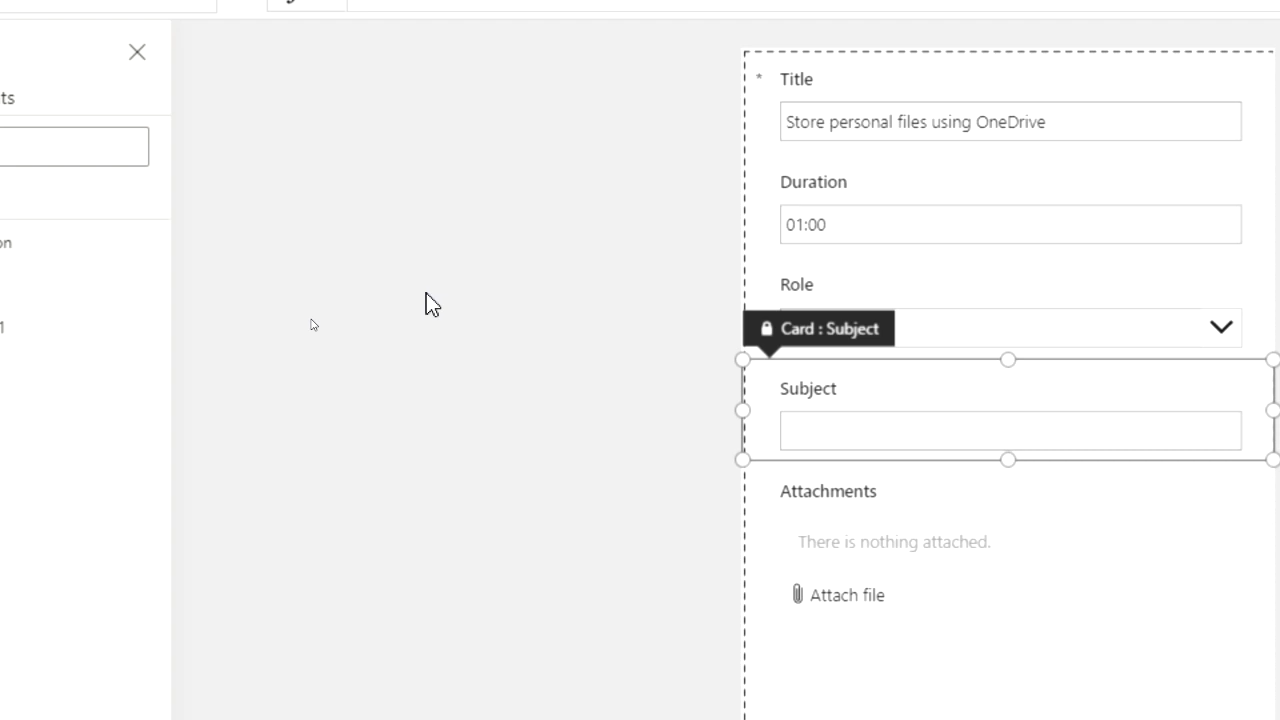 ts
on
1
* Title
Store personal files using OneDrive
Duration
01:00
Role
Card : Subject
Subject
Attachments
There is nothing attached.
Attach file